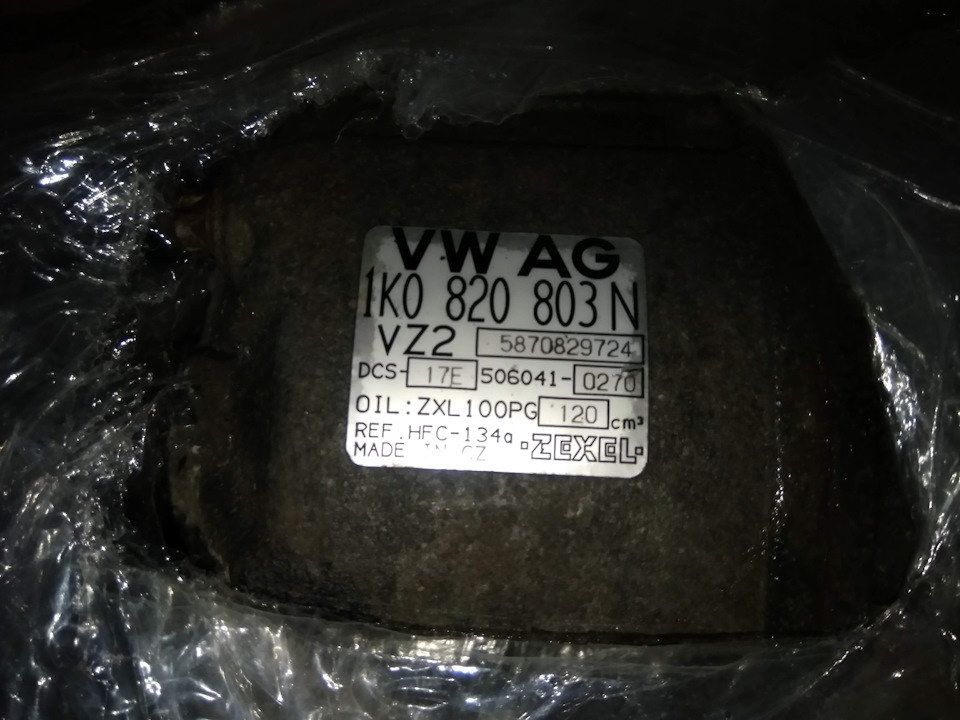 VW AG
1K0 820 803 N
VZ2 5870829724
DCS- 17E 506041- 0270
OIL: ZXL100PG 120 cm³
REF. HFC-134a
MADE IN CZ ·ZEXEL·